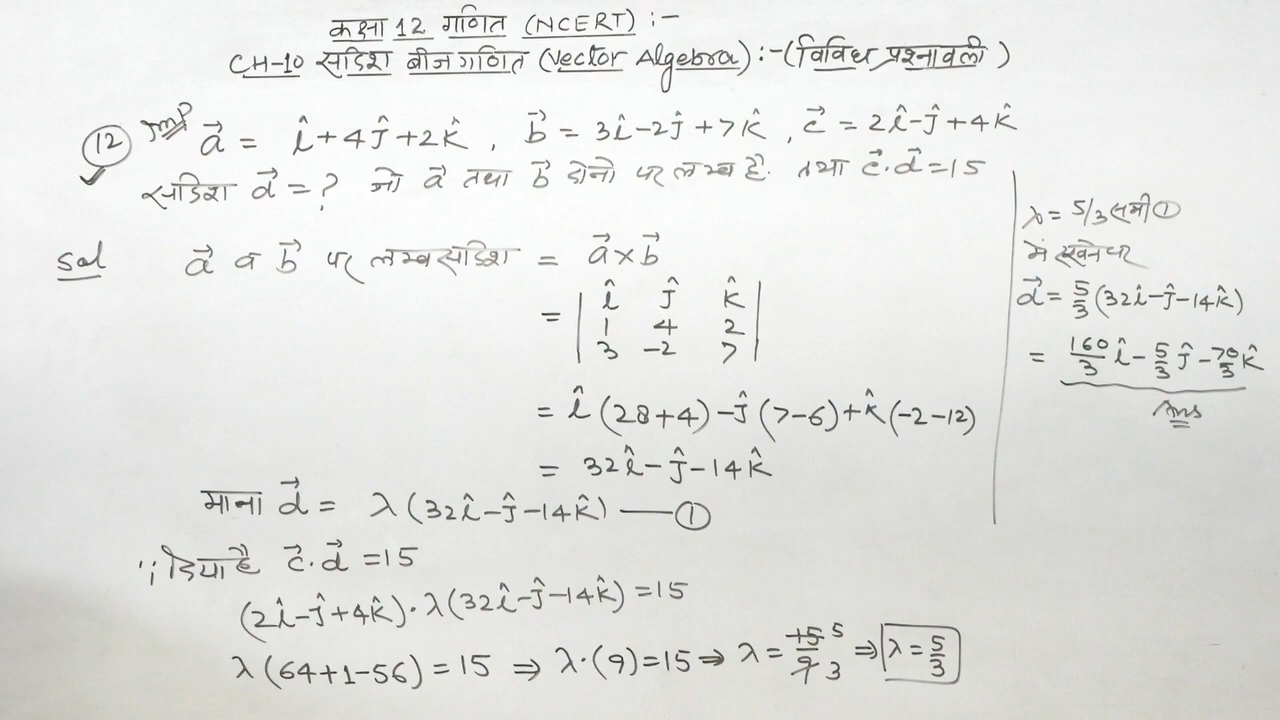 कक्षा 12 गणित (NCERT) :-
CH-10 सदिश बीजगणित (Vector Algebra) :- (विविध प्रश्नावली)
12 Imp a⃗ = î+4ĵ+2k̂ , b⃗ = 3î-2ĵ+7k̂ , c⃗ = 2î-ĵ+4k̂
सदिश d⃗ = ? जो a⃗ तथा b⃗ दोनो पर लम्ब है. तथा c⃗.d⃗=15
Sol a⃗ व b⃗ पर लम्ब सदिश = a⃗×b⃗
= | î ĵ k̂ |
| 1 4 2 |
| 3 -2 7 |
= î (28+4) -ĵ (7-6)+k̂ (-2-12)
= 32î-ĵ-14k̂
माना d⃗ = λ(32î-ĵ-14k̂) — ①
∵ दिया है c⃗.d⃗ =15
(2î-ĵ+4k̂)·λ(32î-ĵ-14k̂) =15
λ(64+1-56) = 15 ⇒ λ·(9)=15 ⇒ λ = 15/9 5 3 ⇒ λ = 5/3
λ = 5/3 समी ①
में रखने पर
d⃗ = 5/3 (32î-ĵ-14k̂)
= 160/3 î - 5/3 ĵ - 70/3 k̂
Ans